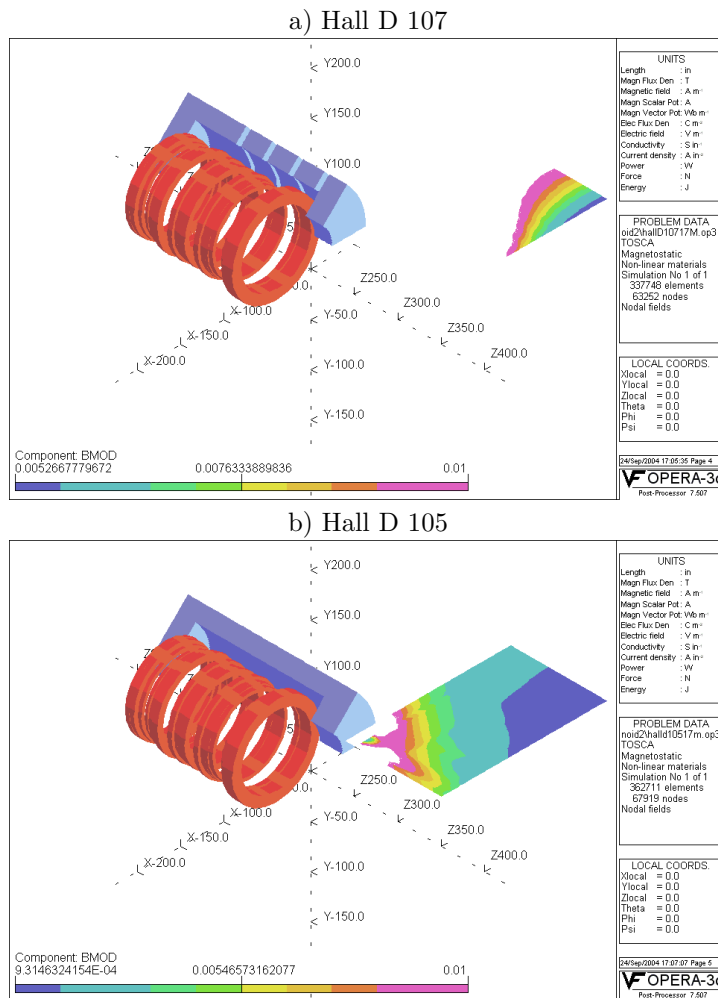 a) Hall D 107
Y200.0
Y150.0
Y100.0
Z250.0
Z300.0
Z350.0
Z400.0
X-100.0
X-150.0
X-200.0
Y-50.0
Y-100.0
Y-150.0
Component: BMOD
0.0052667779672 0.0076333889836 0.01
UNITS
Length : in
Magn Flux Den : T
Magnetic field : A m⁻¹
Magn Scalar Pot : A
Magn Vector Pot: Wb m⁻¹
Elec Flux Den : C m⁻²
Electric field : V m⁻¹
Conductivity : S in⁻¹
Current density : A in⁻²
Power : W
Force : N
Energy : J
PROBLEM DATA
oid2\hallD10717M.op3
TOSCA
Magnetostatic
Non-linear materials
Simulation No 1 of 1
337748 elements
63252 nodes
Nodal fields
LOCAL COORDS.
Xlocal = 0.0
Ylocal = 0.0
Zlocal = 0.0
Theta = 0.0
Phi = 0.0
Psi = 0.0
24/Sep/2004 17:05:35 Page 4
VF OPERA-3d
Post-Processor 7.507
b) Hall D 105
Y200.0
Y150.0
Y100.0
Z250.0
Z300.0
Z350.0
Z400.0
X-100.0
X-150.0
X-200.0
Y-50.0
Y-100.0
Y-150.0
Component: BMOD
9.3146324154E-04 0.00546573162077 0.01
UNITS
Length : in
Magn Flux Den : T
Magnetic field : A m⁻¹
Magn Scalar Pot : A
Magn Vector Pot: Wb m⁻¹
Elec Flux Den : C m⁻²
Electric field : V m⁻¹
Conductivity : S in⁻¹
Current density : A in⁻²
Power : W
Force : N
Energy : J
PROBLEM DATA
noid2\halld10517m.op3
TOSCA
Magnetostatic
Non-linear materials
Simulation No 1 of 1
362711 elements
67919 nodes
Nodal fields
LOCAL COORDS.
Xlocal = 0.0
Ylocal = 0.0
Zlocal = 0.0
Theta = 0.0
Phi = 0.0
Psi = 0.0
24/Sep/2004 17:07:07 Page 5
VF OPERA-3d
Post-Processor 7.507